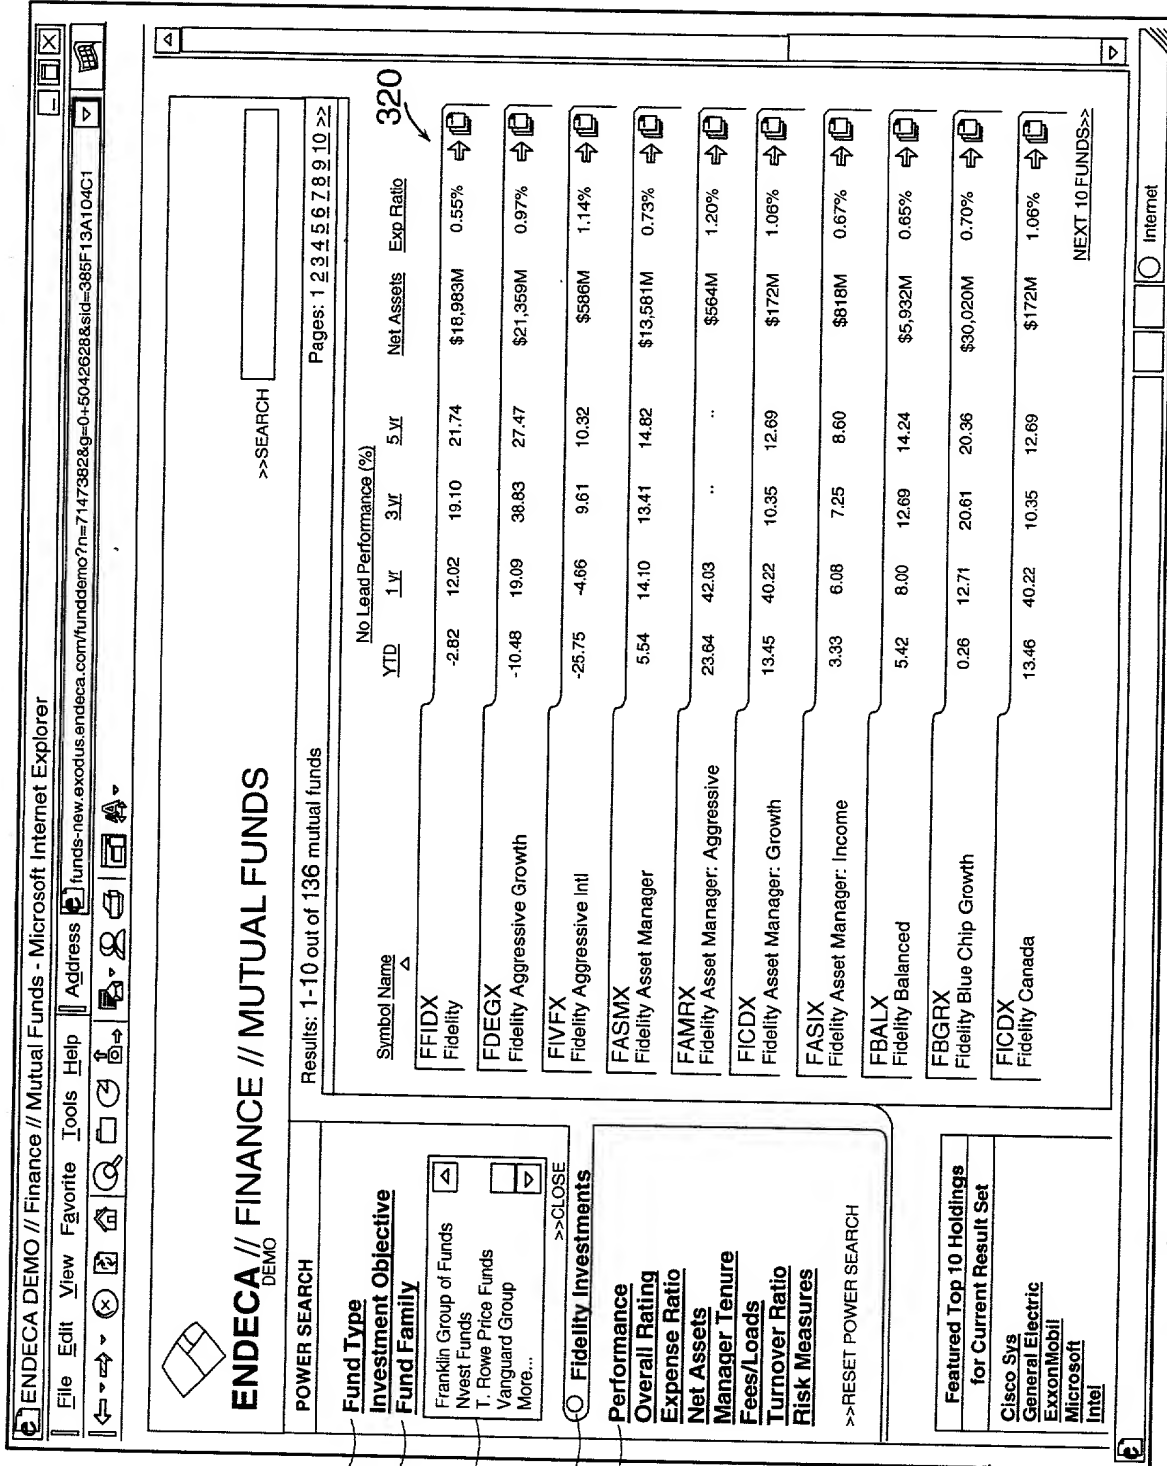 ENDECA DEMO // Finance // Mutual Funds - Microsoft Internet Explorer
File Edit View Favorite Tools Help
Address funds-new.exodus.endeca.com/funddemo?n=7147382&g=0+5042628&sid=385F13A104C1
ENDECA // FINANCE // MUTUAL FUNDS
DEMO
>>SEARCH
POWER SEARCH
Fund Type
Investment Objective
Fund Family
Franklin Group of Funds
Nvest Funds
T. Rowe Price Funds
Vanguard Group
More...
>>CLOSE
Fidelity Investments
Performance
Overall Rating
Expense Ratio
Net Assets
Manager Tenure
Fees/Loads
Turnover Ratio
Risk Measures
>>RESET POWER SEARCH
Featured Top 10 Holdings
for Current Result Set
Cisco Sys
General Electric
ExxonMobil
Microsoft
Intel
Results: 1-10 out of 136 mutual funds Pages: 1 2 3 4 5 6 7 8 9 10 >>
No Lead Performance (%)
Symbol Name YTD 1 yr 3 yr 5 yr Net Assets Exp Ratio
320
FFIDX
Fidelity -2.82 12.02 19.10 21.74 $18,983M 0.55%
FDEGX
Fidelity Aggressive Growth -10.48 19.09 38.83 27.47 $21,359M 0.97%
FIVFX
Fidelity Aggressive Intl -25.75 -4.66 9.61 10.32 $586M 1.14%
FASMX
Fidelity Asset Manager 5.54 14.10 13.41 14.82 $13,581M 0.73%
FAMRX
Fidelity Asset Manager: Aggressive 23.64 42.03 .. .. $564M 1.20%
FICDX
Fidelity Asset Manager: Growth 13.45 40.22 10.35 12.69 $172M 1.06%
FASIX
Fidelity Asset Manager: Income 3.33 6.08 7.25 8.60 $818M 0.67%
FBALX
Fidelity Balanced 5.42 8.00 12.69 14.24 $5,932M 0.65%
FBGRX
Fidelity Blue Chip Growth 0.26 12.71 20.61 20.36 $30,020M 0.70%
FICDX
Fidelity Canada 13.46 40.22 10.35 12.69 $172M 1.06%
NEXT 10 FUNDS>>
Internet